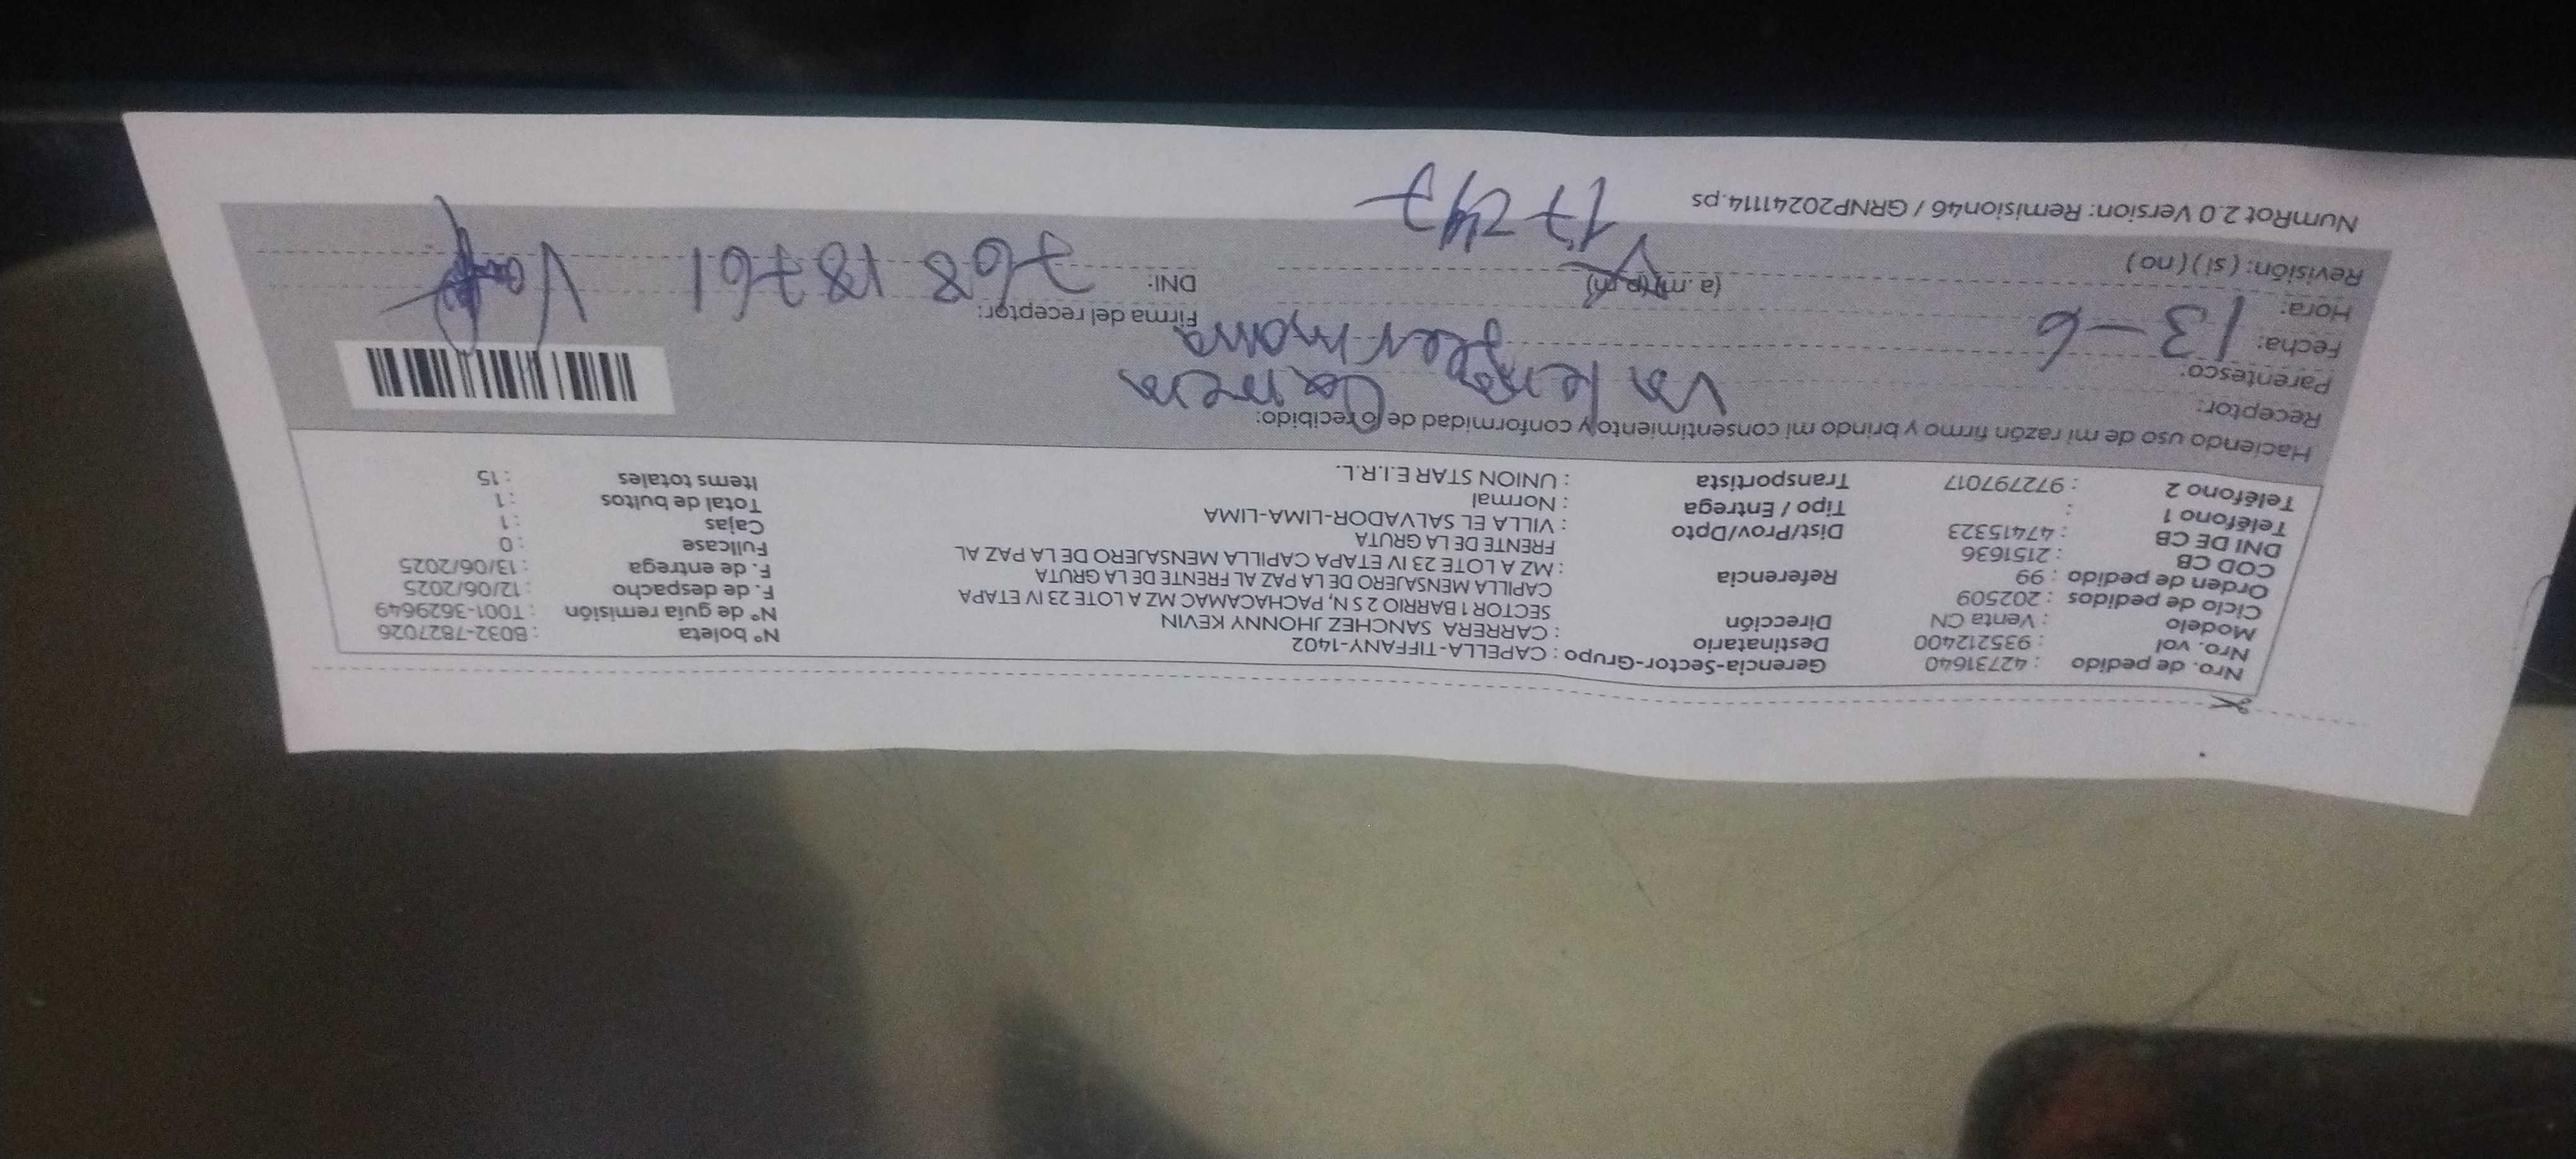 Nro. de pedido : 42731640 Gerencia-Sector-Grupo : CAPELLA-TIFFANY-1402 Nº boleta : B032-7827026
Nro. vol : 935212400 Destinatario : CARRERA SANCHEZ JHONNY KEVIN Nº de guía remisión : T001-3629649
Modelo : Venta CN Dirección SECTOR 1 BARRIO 2 S N, PACHACAMAC MZ A LOTE 23 IV ETAPA F. de despacho : 12/06/2025
Ciclo de pedidos : 202509 CAPILLA MENSAJERO DE LA PAZ AL FRENTE DE LA GRUTA F. de entrega : 13/06/2025
Orden de pedido : 99 Referencia : MZ A LOTE 23 IV ETAPA CAPILLA MENSAJERO DE LA PAZ AL Fullcase : 0
COD CB : 2151636 FRENTE DE LA GRUTA Cajas : 1
DNI DE CB : 47415323 Dist/Prov/Dpto : VILLA EL SALVADOR-LIMA-LIMA Total de bultos : 1
Teléfono 1 : Tipo / Entrega : Normal Items totales : 15
Teléfono 2 : 972797017 Transportista : UNION STAR E.I.R.L.
Haciendo uso de mi razón firmo y brindo mi consentimiento y conformidad de lo recibido:
Receptor: Carrera
Parentesco: hermana
Fecha: 13-6 Firma del receptor:
Hora: (a.m)(p.m) DNI: 76818761
Revisión: (si) (no) 1747
NumRot 2.0 Version: Remision46 / GRNP20241114.ps